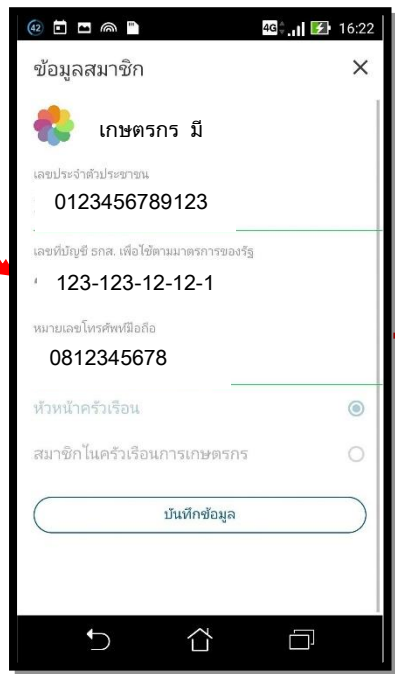 42
4G 16:22
ข้อมูลสมาชิก
เกษตรกร มี
เลขประจำตัวประชาชน
0123456789123
เลขที่บัญชี ธกส. เพื่อใช้ตามมาตรการของรัฐ
123-123-12-12-1
หมายเลขโทรศัพท์มือถือ
0812345678
หัวหน้าครัวเรือน
สมาชิกในครัวเรือนการเกษตรกร
บันทึกข้อมูล